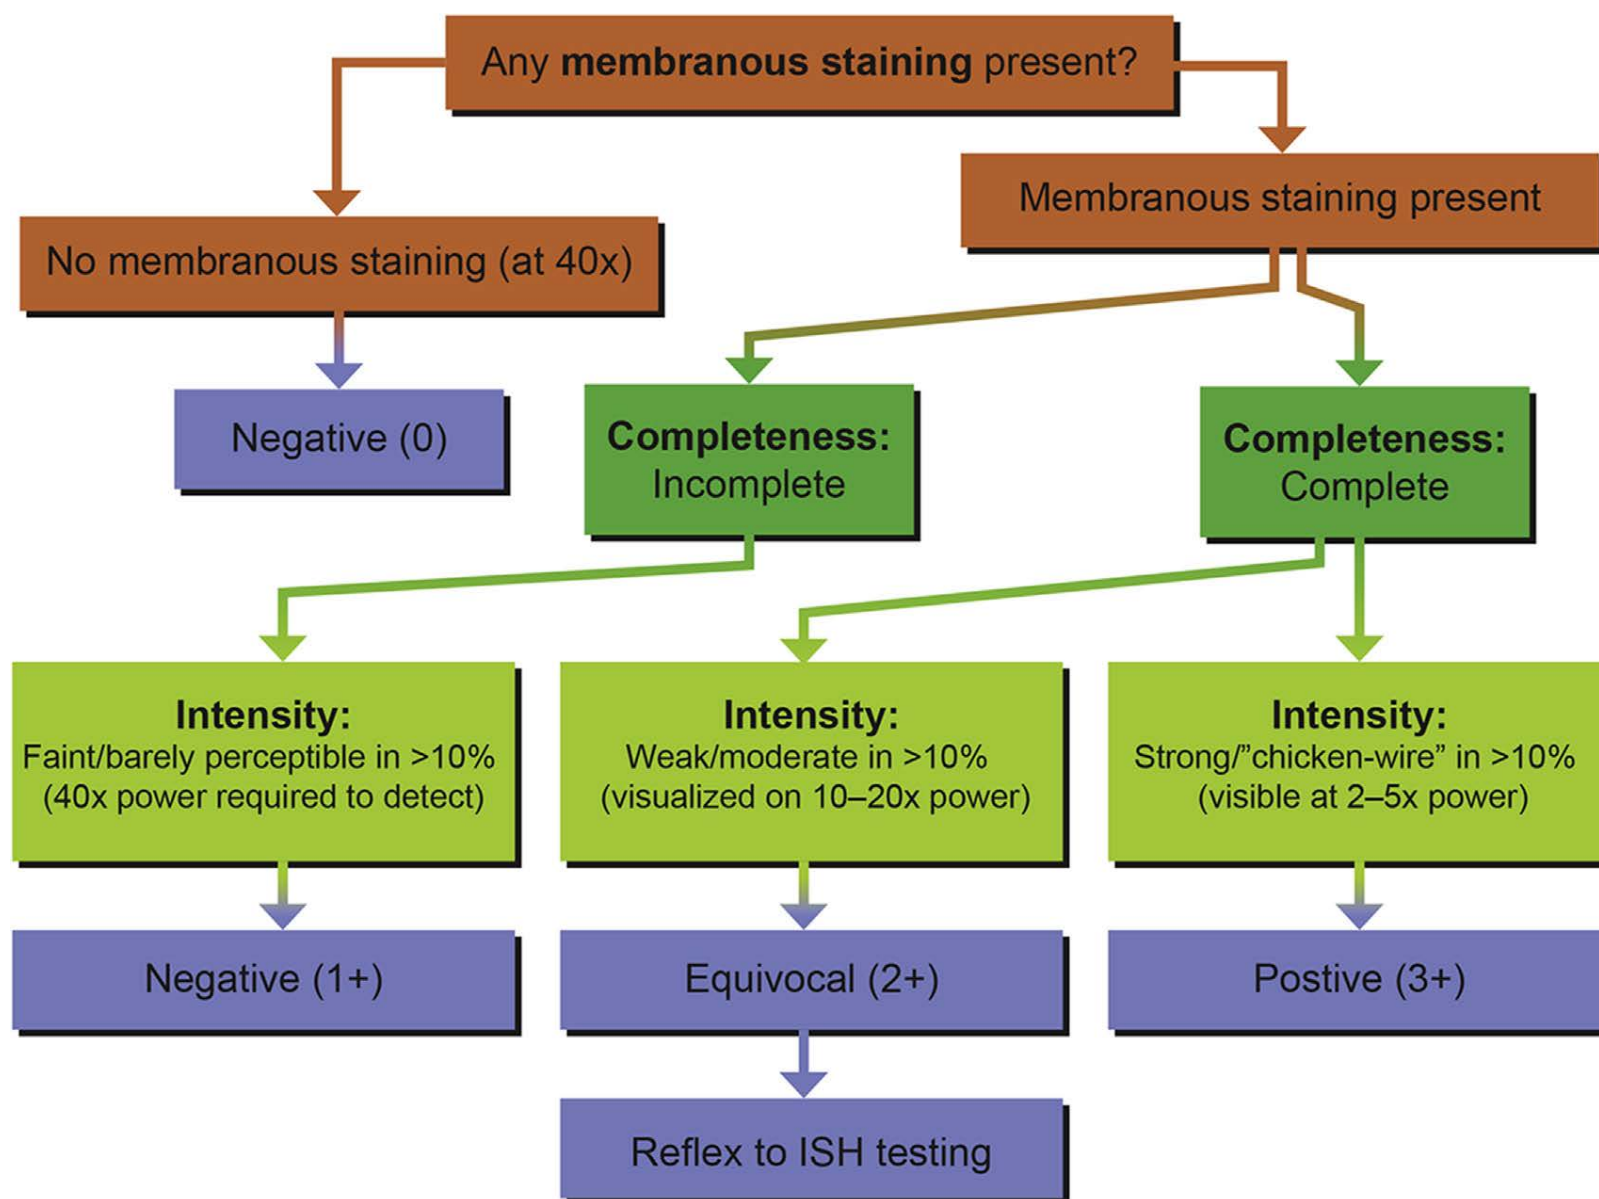 Any membranous staining present?
Membranous staining present
No membranous staining (at 40x)
Negative (0)
Completeness:
Incomplete
Completeness:
Complete
Intensity:
Faint/barely perceptible in >10%
(40x power required to detect)
Intensity:
Weak/moderate in >10%
(visualized on 10–20x power)
Intensity:
Strong/”chicken-wire” in >10%
(visible at 2–5x power)
Negative (1+)
Equivocal (2+)
Postive (3+)
Reflex to ISH testing